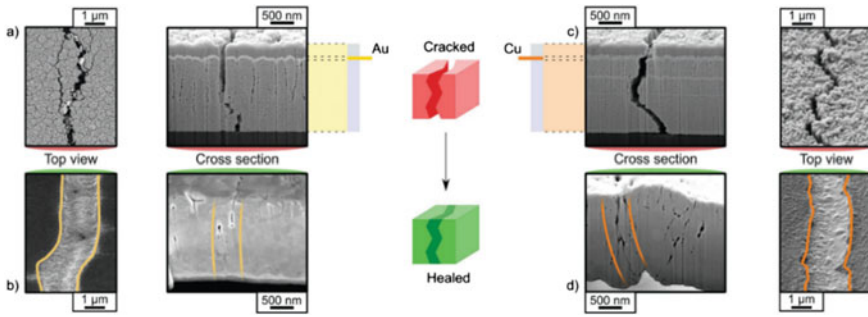 1 µm
500 nm
500 nm
1 µm
a)
Au
Cracked
Cu
c)
Top view
Cross section
Cross section
Top view
b)
Healed
d)
1 µm
500 nm
500 nm
1 µm